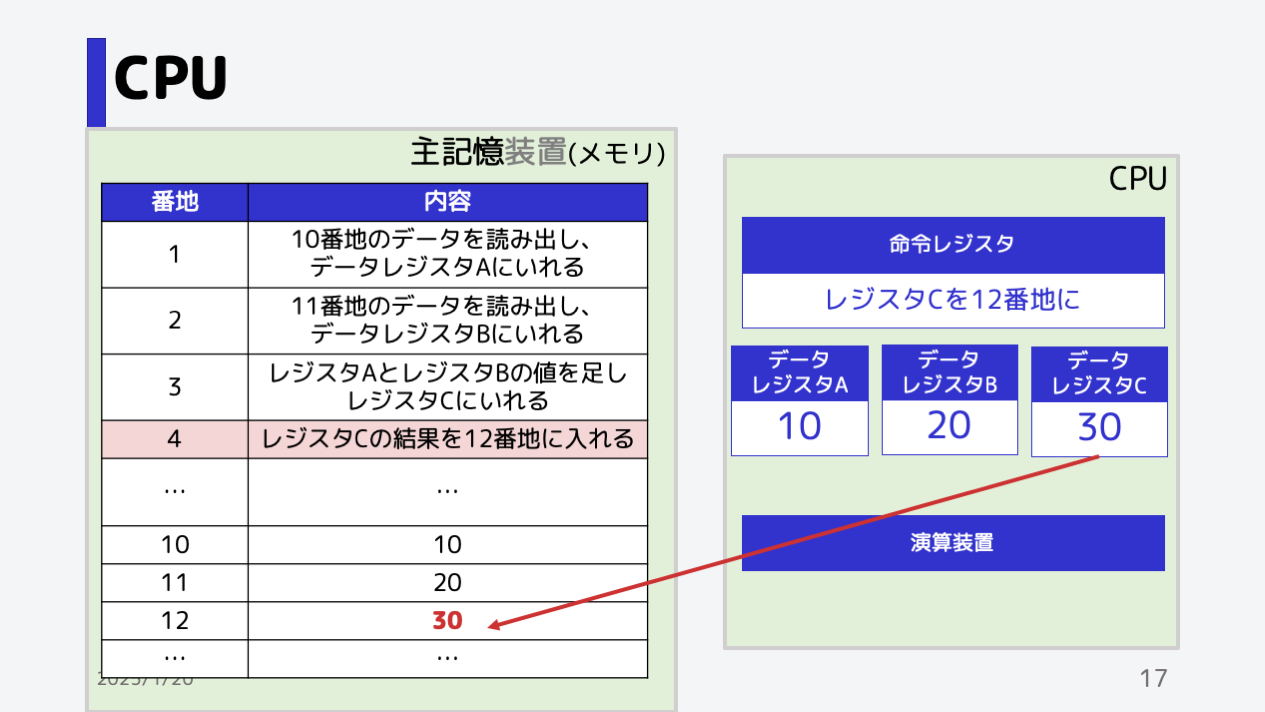 CPU
主記憶装置(メモリ)
番地 内容
1 10番地のデータを読み出し、
データレジスタAにいれる
2 11番地のデータを読み出し、
データレジスタBにいれる
3 レジスタAとレジスタBの値を足し
レジスタCにいれる
4 レジスタCの結果を12番地に入れる
… …
10 10
11 20
12 30
… …
CPU
命令レジスタ
レジスタCを12番地に
データ
レジスタA
10
データ
レジスタB
20
データ
レジスタC
30
演算装置
17